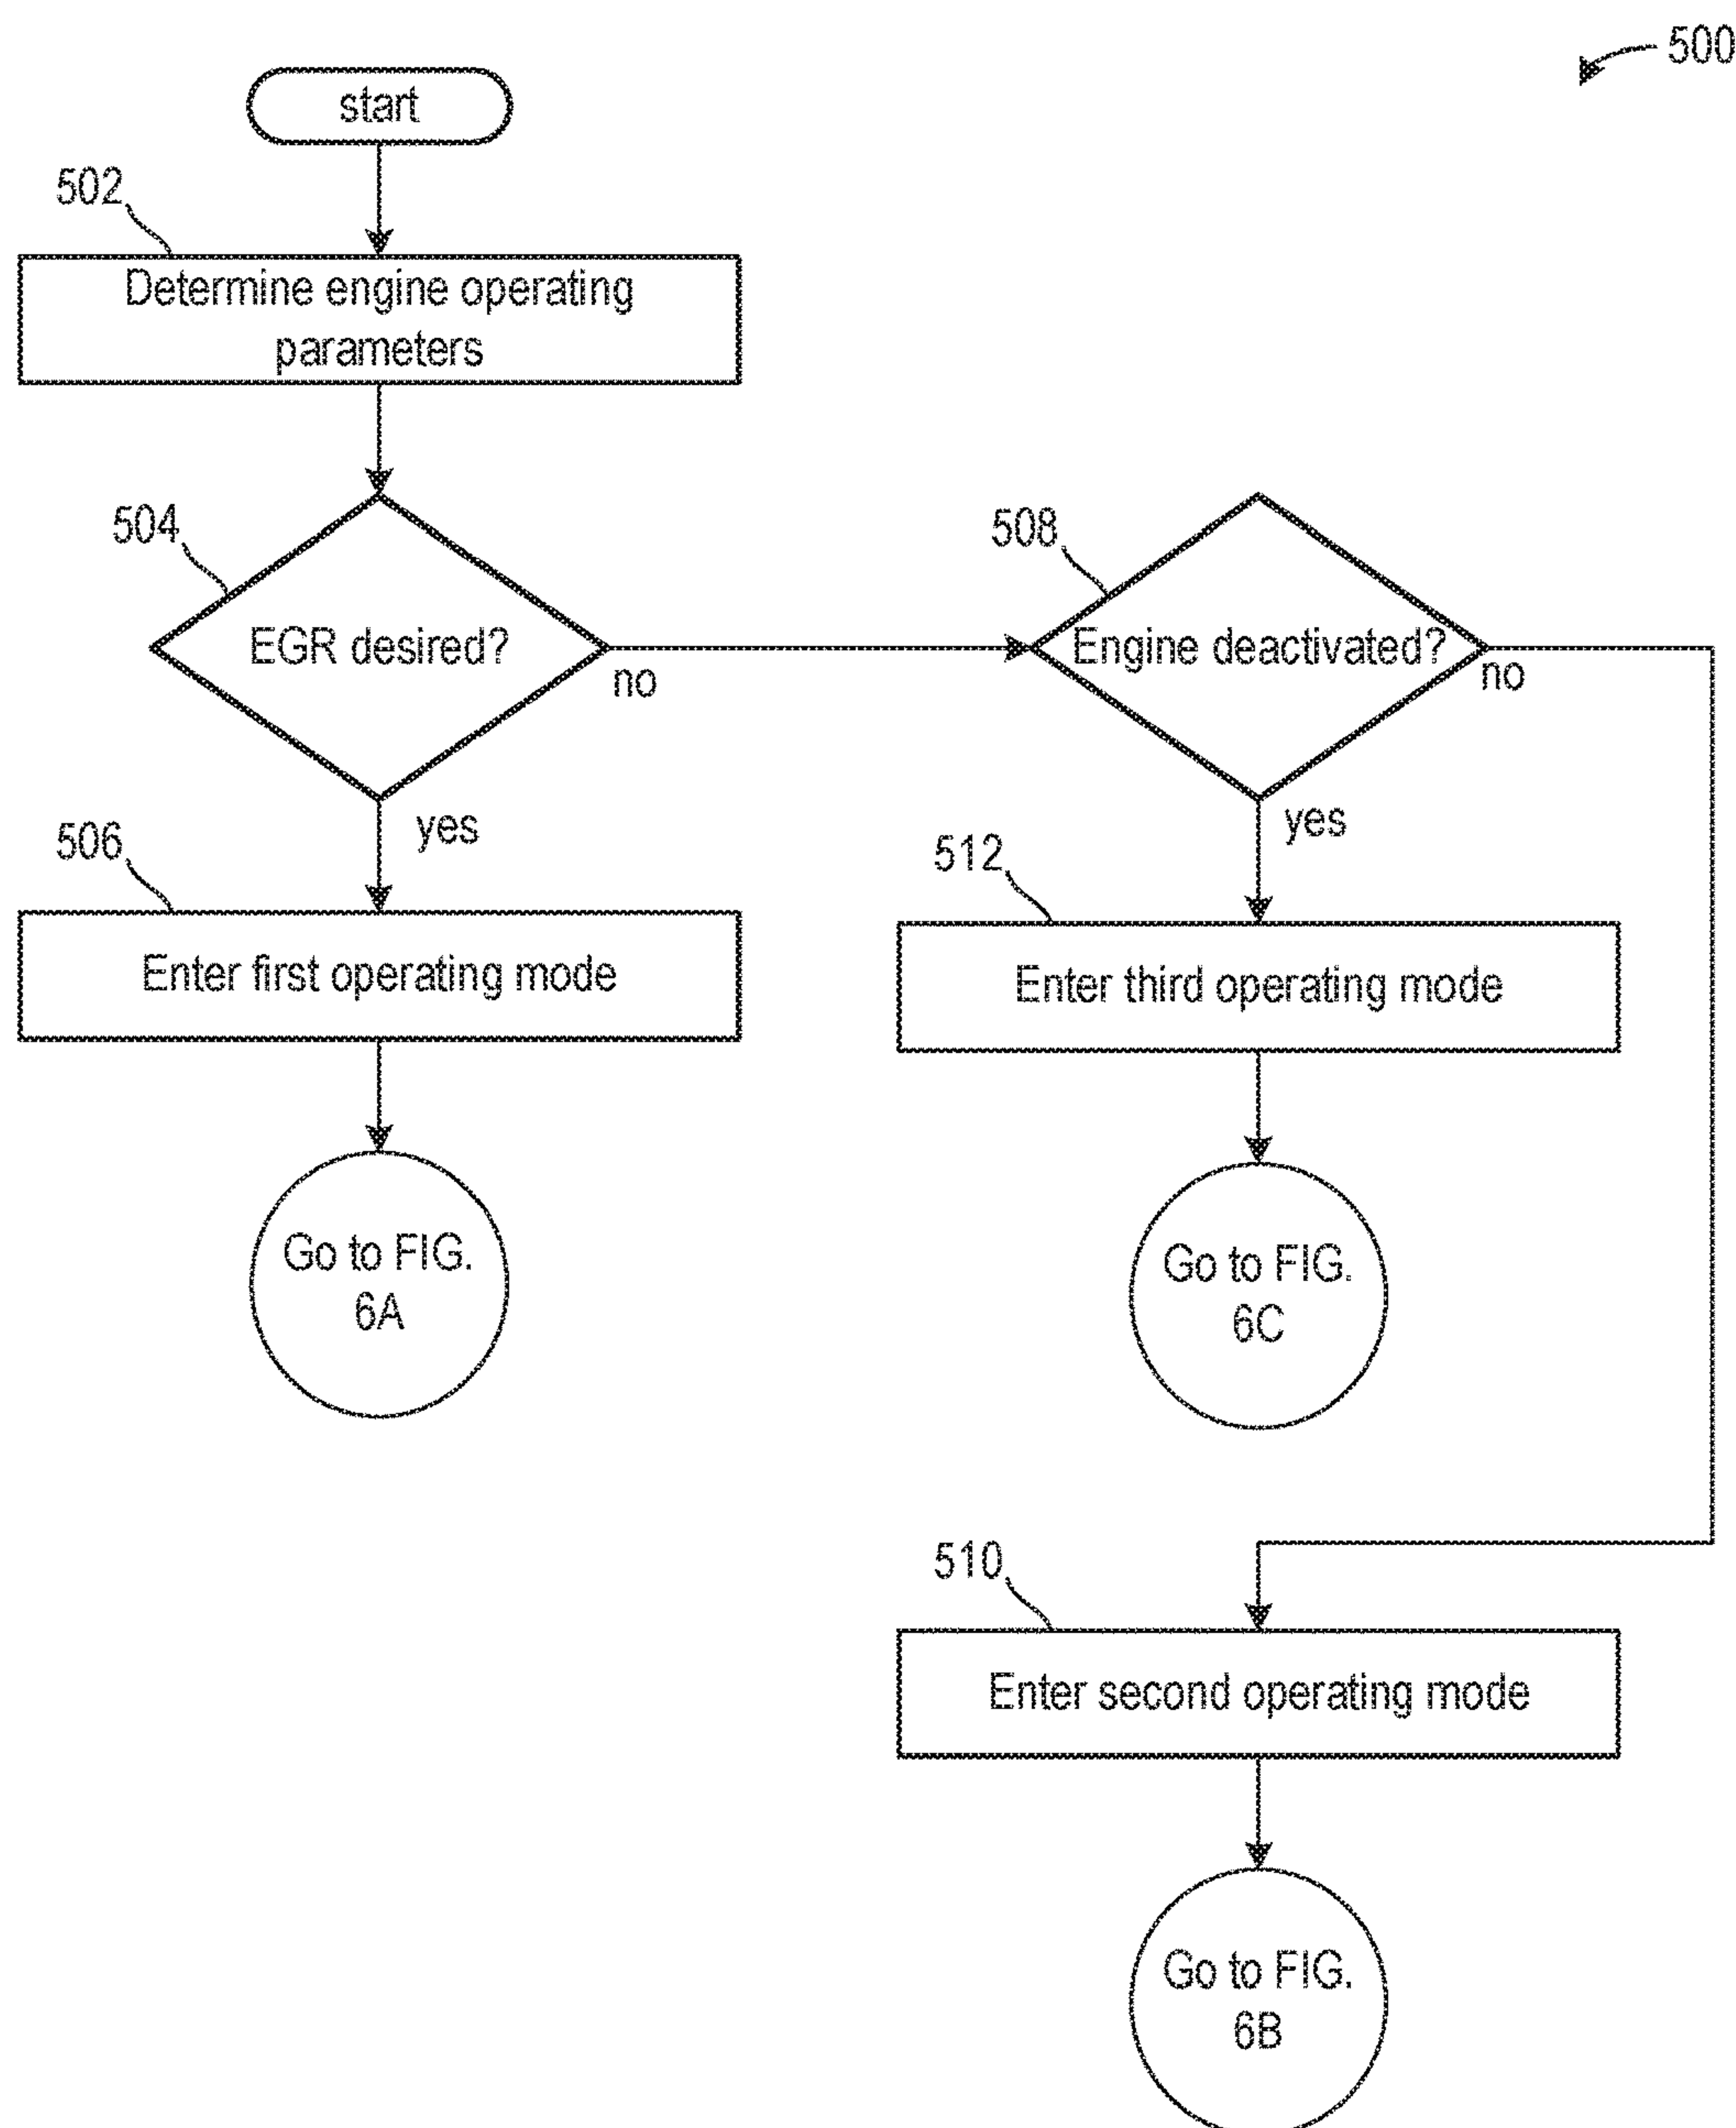 500
start
502
Determine engine operating
parameters
504
EGR desired?
no
508
Engine deactivated?
no
yes
506
Enter first operating mode
yes
512
Enter third operating mode
Go to FIG.
6A
Go to FIG.
6C
510
Enter second operating mode
Go to FIG.
6B